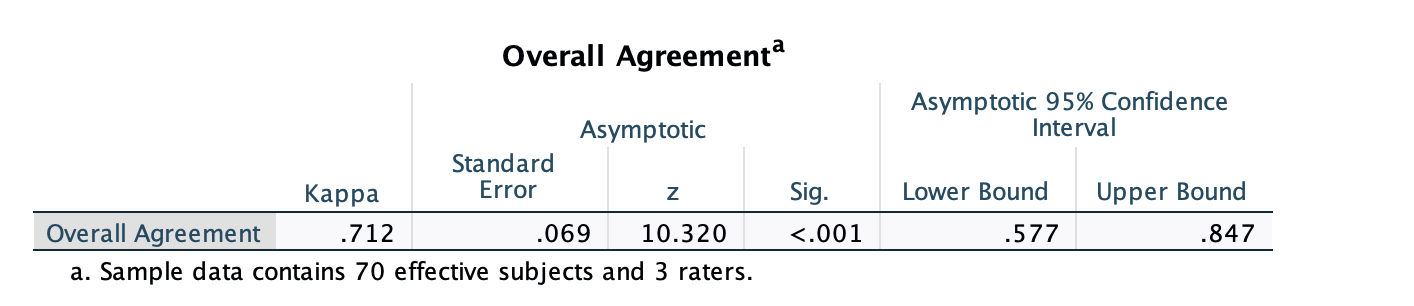 Overall Agreementa
Asymptotic 95% Confidence
Interval
Asymptotic
Standard
Error
Kappa z Sig. Lower Bound Upper Bound
Overall Agreement .712 .069 10.320 <.001 .577 .847
a. Sample data contains 70 effective subjects and 3 raters.